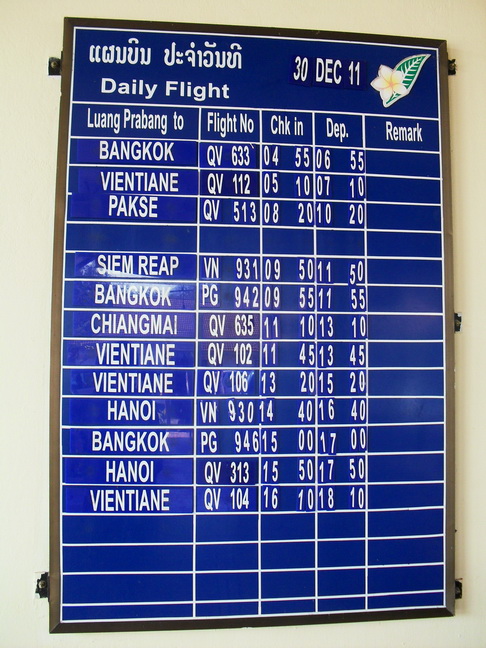 ແຜນບິນ ປະຈຳວັນທີ 30 DEC 11
Daily Flight
Luang Prabang to Flight No Chk in Dep. Remark
BANGKOK QV 633 04 55 06 55
VIENTIANE QV 112 05 10 07 10
PAKSE QV 513 08 20 10 20
SIEM REAP VN 931 09 50 11 50
BANGKOK PG 942 09 55 11 55
CHIANGMAI QV 635 11 10 13 10
VIENTIANE QV 102 11 45 13 45
VIENTIANE QV 106 13 20 15 20
HANOI VN 930 14 40 16 40
BANGKOK PG 946 15 00 17 00
HANOI QV 313 15 50 17 50
VIENTIANE QV 104 16 10 18 10